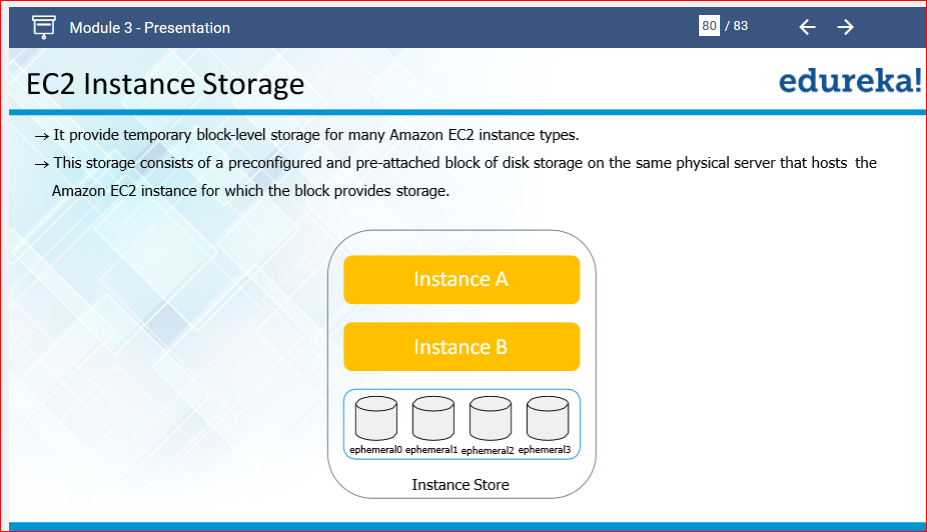 Module 3 - Presentation
80 / 83
EC2 Instance Storage
edureka!
→ It provide temporary block-level storage for many Amazon EC2 instance types.
→ This storage consists of a preconfigured and pre-attached block of disk storage on the same physical server that hosts the
Amazon EC2 instance for which the block provides storage.
Instance A
Instance B
ephemeral0 ephemeral1 ephemeral2 ephemeral3
Instance Store